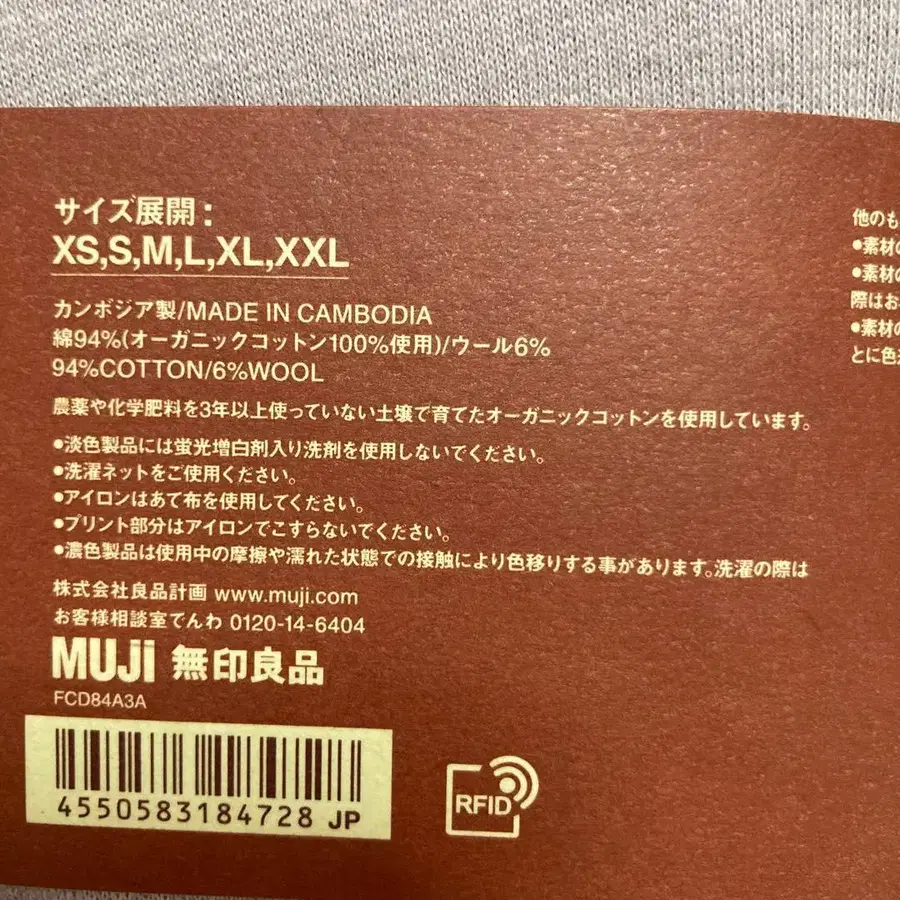 サイズ展開:
XS,S,M,L,XL,XXL
カンボジア製/MADE IN CAMBODIA
綿94%(オーガニックコットン100%使用)/ウール6%
94%COTTON/6%WOOL
農薬や化学肥料を3年以上使っていない土壌で育てたオーガニックコットンを使用しています。
●淡色製品には蛍光増白剤入り洗剤を使用しないでください。
●洗濯ネットをご使用ください。
●アイロンはあて布を使用してください。
●プリント部分はアイロンでこすらないでください。
●濃色製品は使用中の摩擦や濡れた状態での接触により色移りする事があります。洗濯の際は
株式会社良品計画 www.muji.com
お客様相談室でんわ 0120-14-6404
MUJI 無印良品
FCD84A3A
4550583184728 JP
RFID
他のも
●素材の
●素材の
際はお
●素材の
とに色